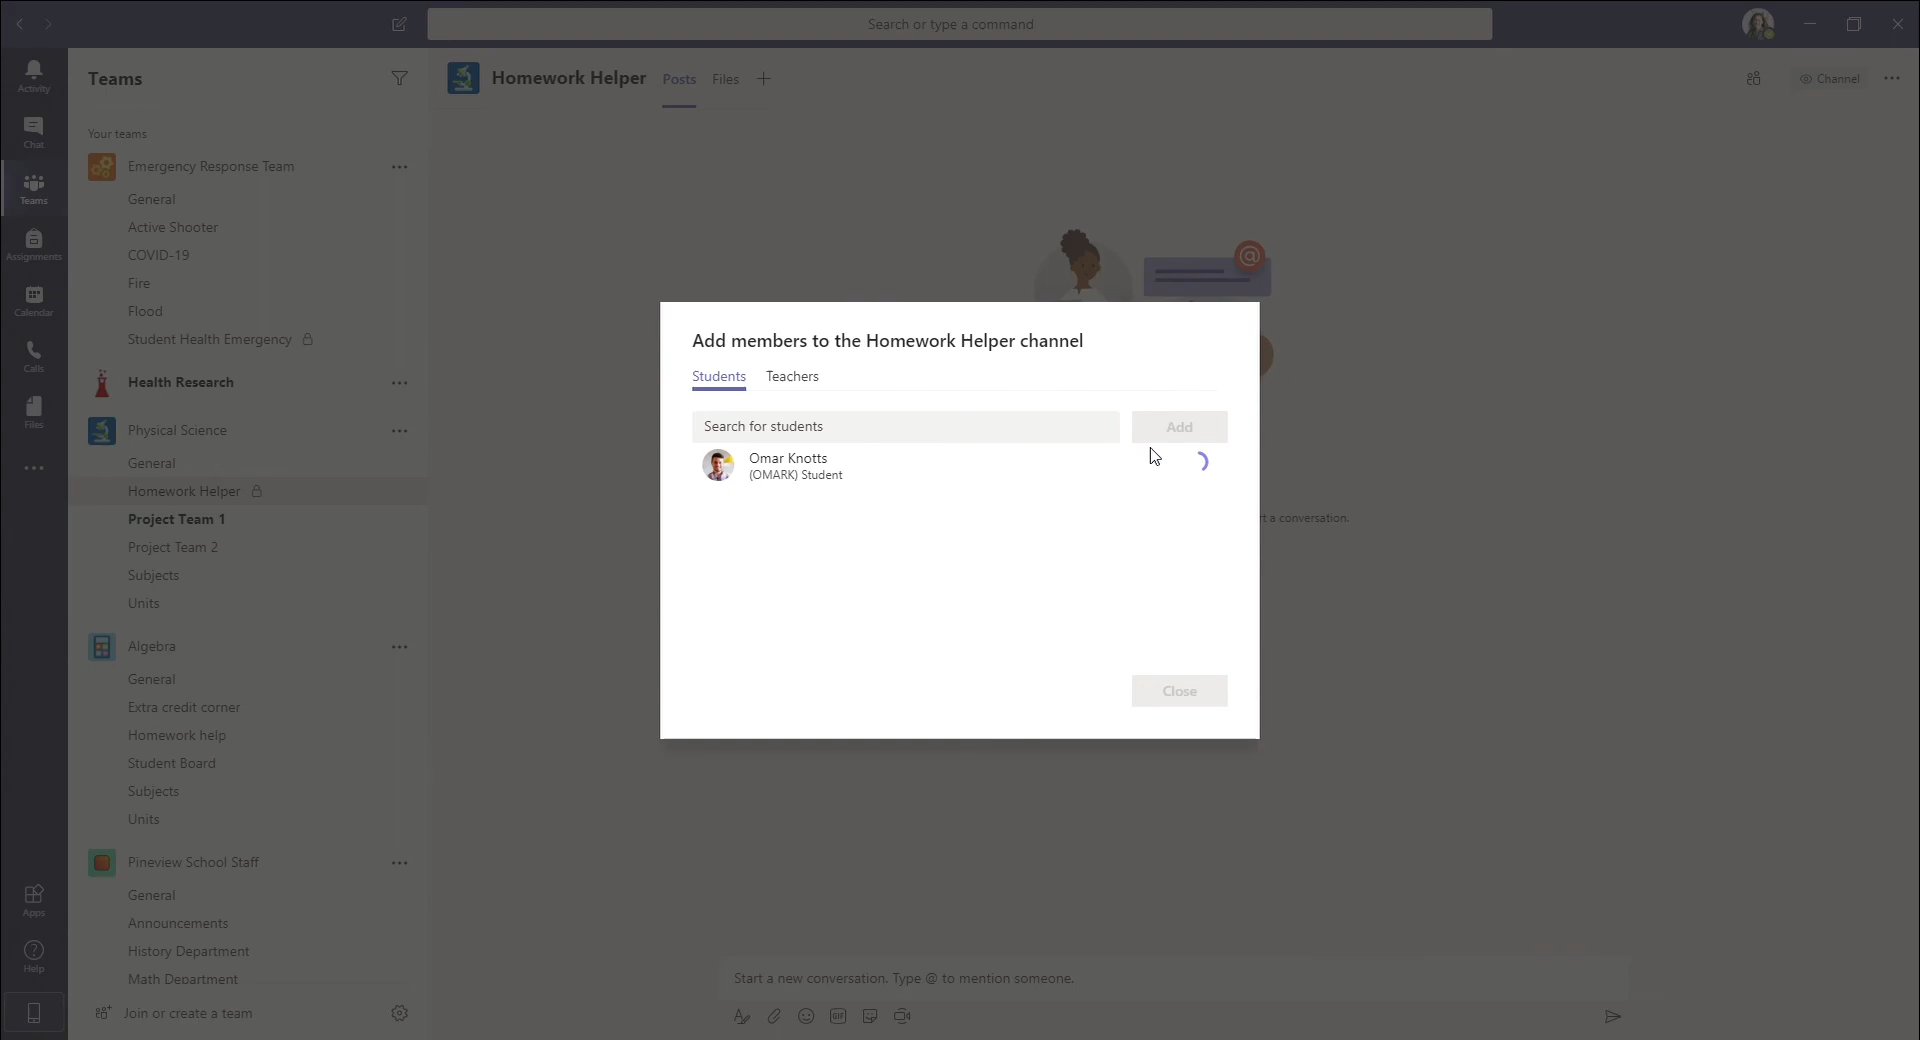 Search or type a command
Activity
Chat
Teams
Assignments
Calendar
Calls
Files
Apps
Help
Teams
Your teams
Emergency Response Team
General
Active Shooter
COVID-19
Fire
Flood
Student Health Emergency
Health Research
Physical Science
General
Homework Helper
Project Team 1
Project Team 2
Subjects
Units
Algebra
General
Extra credit corner
Homework help
Student Board
Subjects
Units
Pineview School Staff
General
Announcements
History Department
Math Department
Join or create a team
Homework Helper Posts Files
Channel
@
Add members to the Homework Helper channel
Students Teachers
Search for students Add
Omar Knotts
(OMARK) Student
Close
rt a conversation.
Start a new conversation. Type @ to mention someone.
GIF